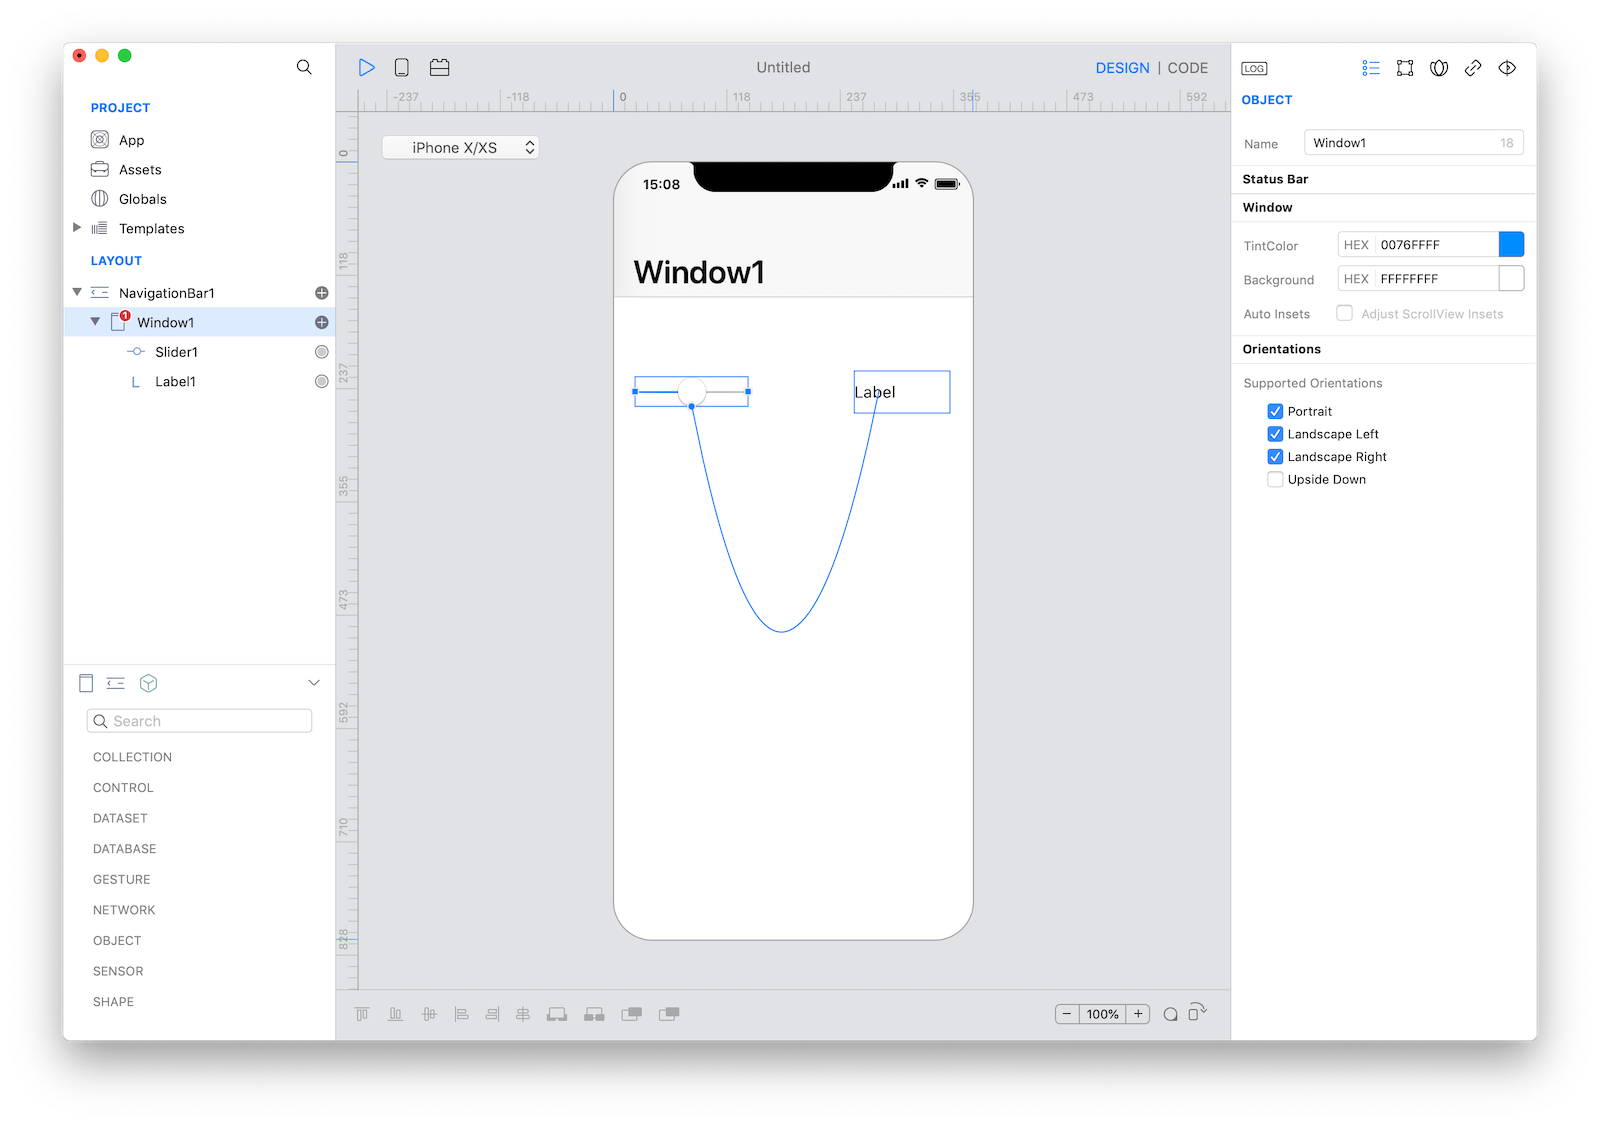 Untitled
DESIGN | CODE
LOG
PROJECT
App
Assets
Globals
Templates
LAYOUT
NavigationBar1
1
Window1
Slider1
Label1
Search
COLLECTION
CONTROL
DATASET
DATABASE
GESTURE
NETWORK
OBJECT
SENSOR
SHAPE
-237 -118 0 118 237 355 473 592
0
118
237
355
473
592
710
828
iPhone X/XS
15:08
Window1
Label
100%
OBJECT
Name Window1 18
Status Bar
Window
TintColor HEX 0076FFFF
Background HEX FFFFFFFF
Auto Insets Adjust ScrollView Insets
Orientations
Supported Orientations
Portrait
Landscape Left
Landscape Right
Upside Down